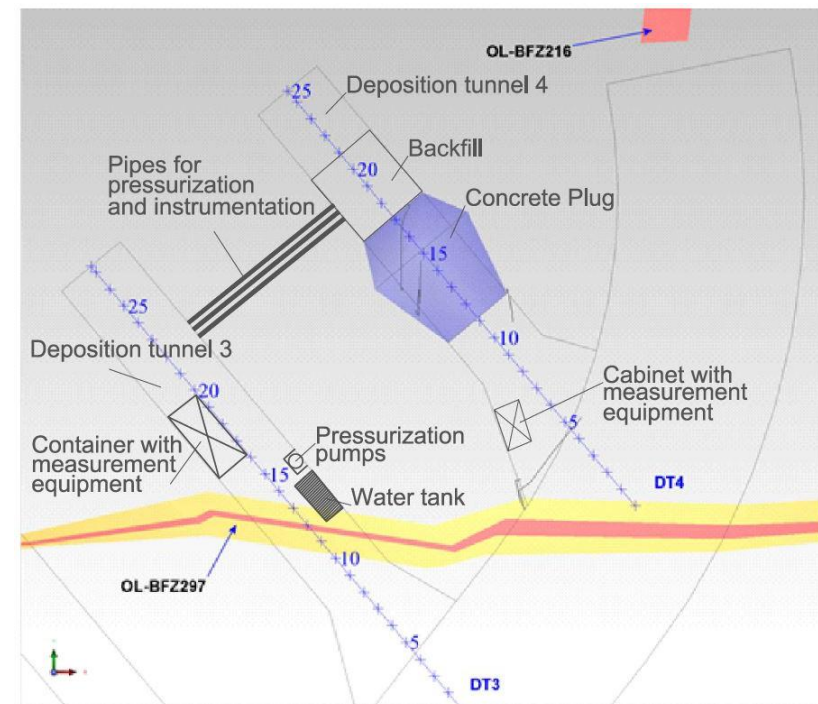 OL-BFZ216
25
Deposition tunnel 4
Backfill
20
Pipes for
pressurization
and instrumentation
Concrete Plug
15
25
10
Deposition tunnel 3
20
Cabinet with
measurement
equipment
5
Container with
measurement
equipment
Pressurization
pumps
15
Water tank
DT4
10
OL-BFZ297
5
DT3